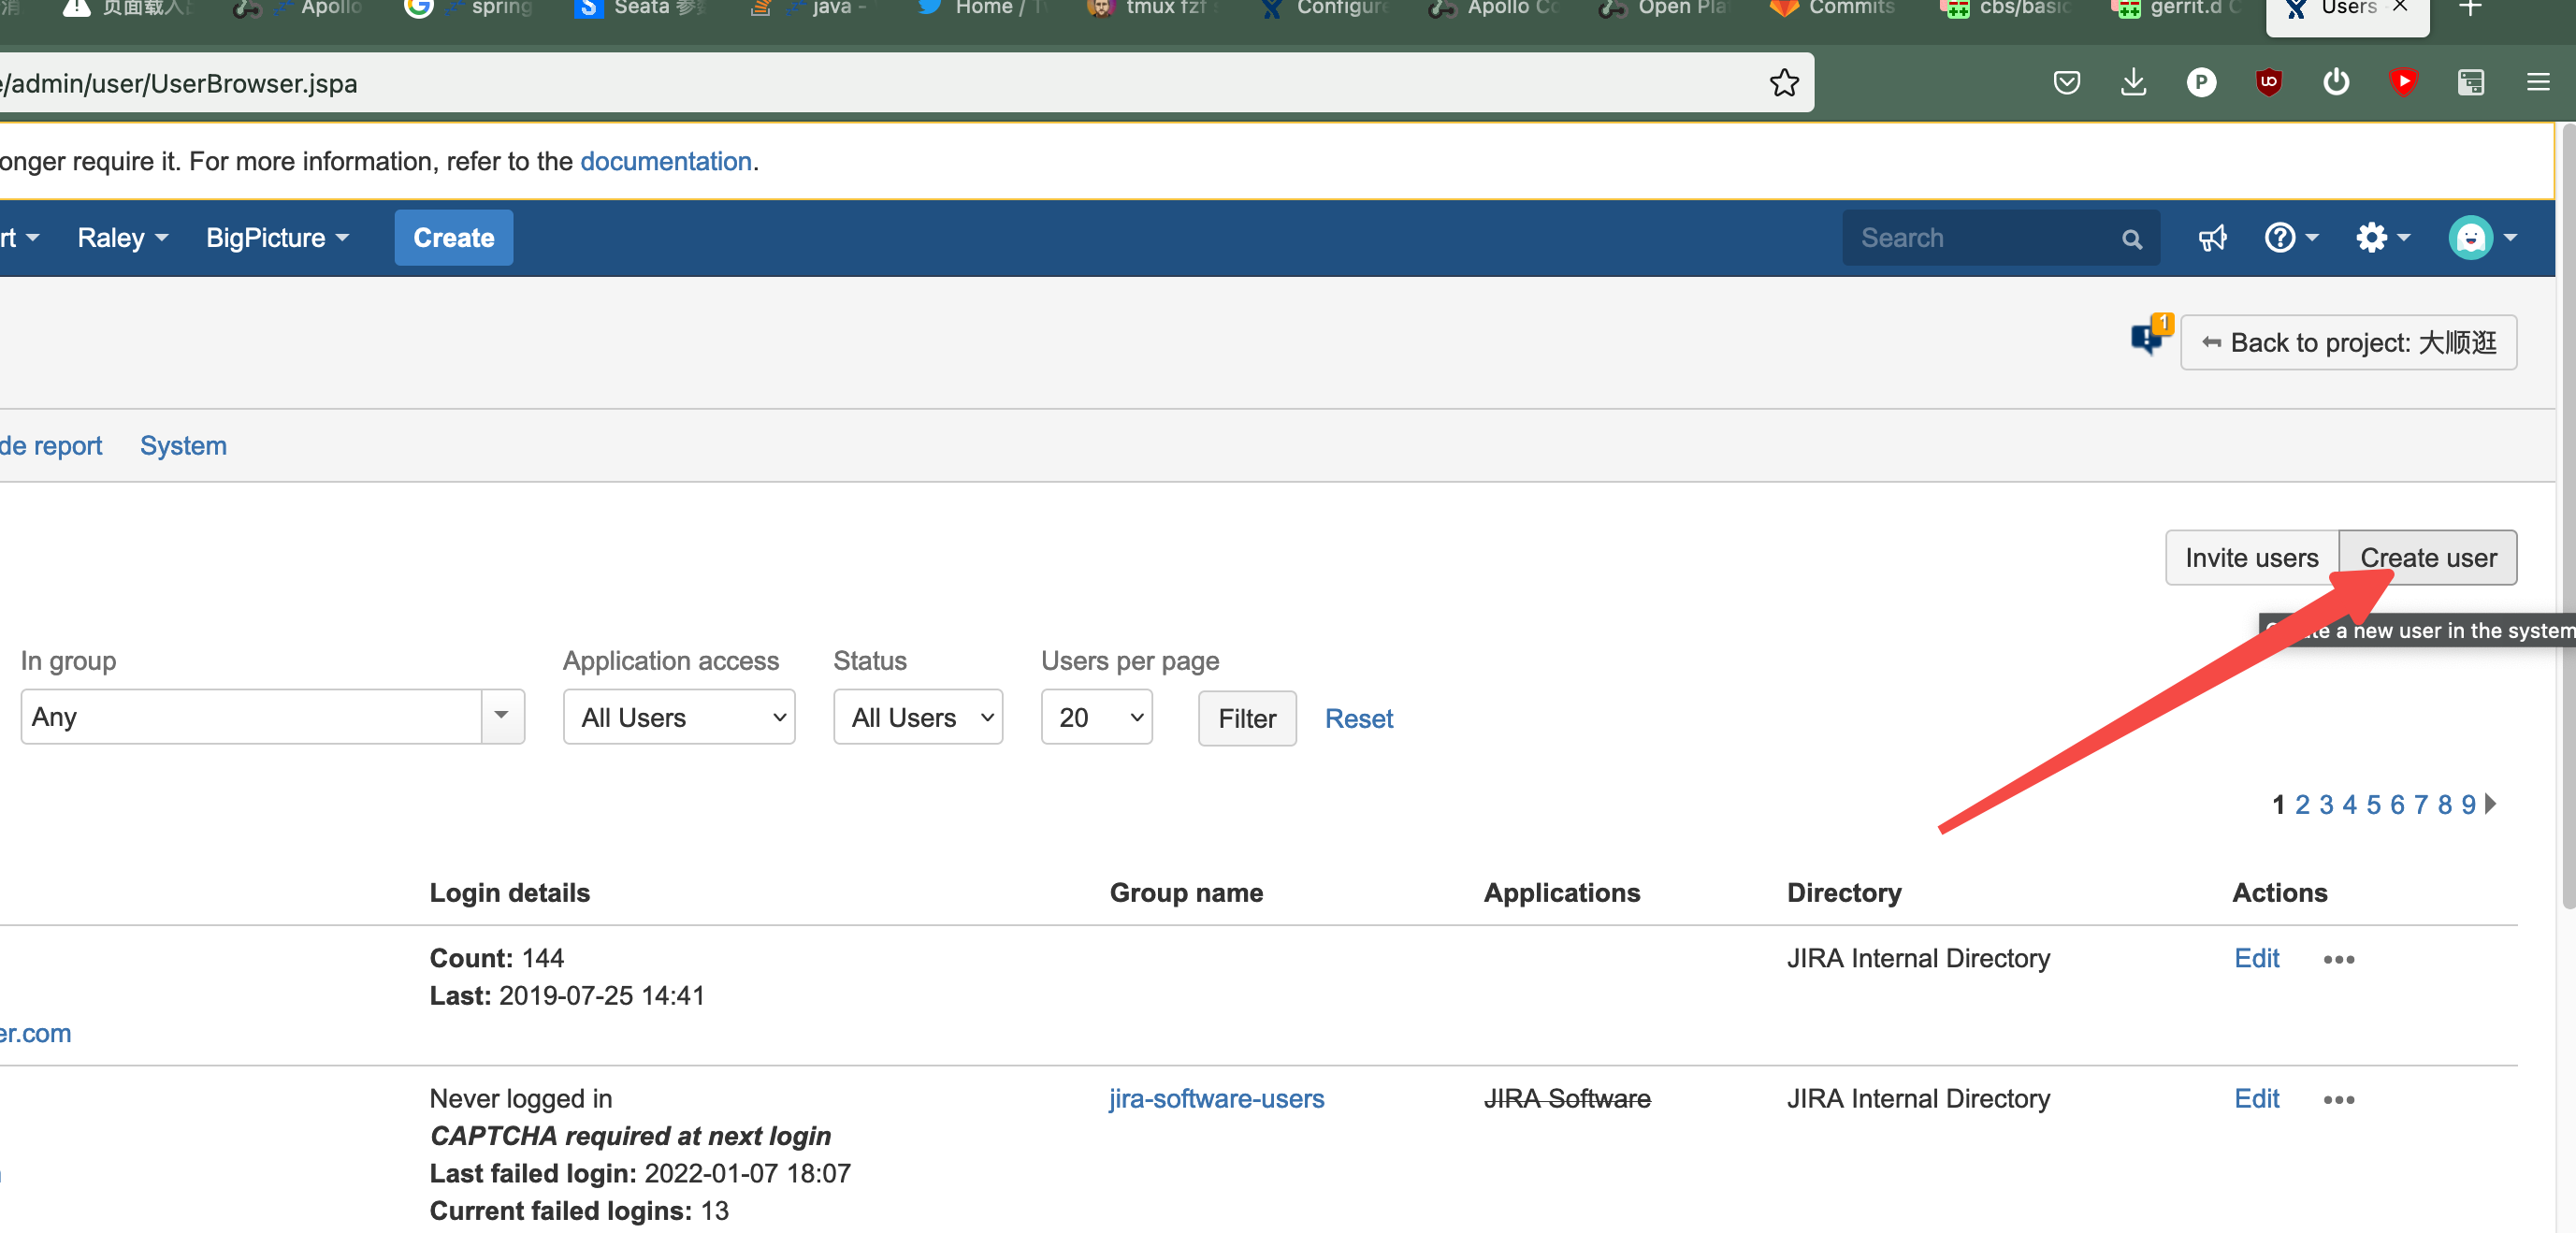 消 页面载入出 Apollo spring Seata 参 java - Home / Tw tmux fzf s Configure Apollo Co Open Pla Commits cbs/basic gerrit.d C Users
/admin/user/UserBrowser.jspa
onger require it. For more information, refer to the documentation.
rt Raley BigPicture Create Search
1
Back to project: 大顺逛
de report System
Invite users Create user
a new user in the system
In group Application access Status Users per page
Any All Users All Users 20 Filter Reset
1 2 3 4 5 6 7 8 9
Login details Group name Applications Directory Actions
Count: 144 JIRA Internal Directory Edit
Last: 2019-07-25 14:41
er.com
Never logged in jira-software-users JIRA Software JIRA Internal Directory Edit
CAPTCHA required at next login
Last failed login: 2022-01-07 18:07
Current failed logins: 13